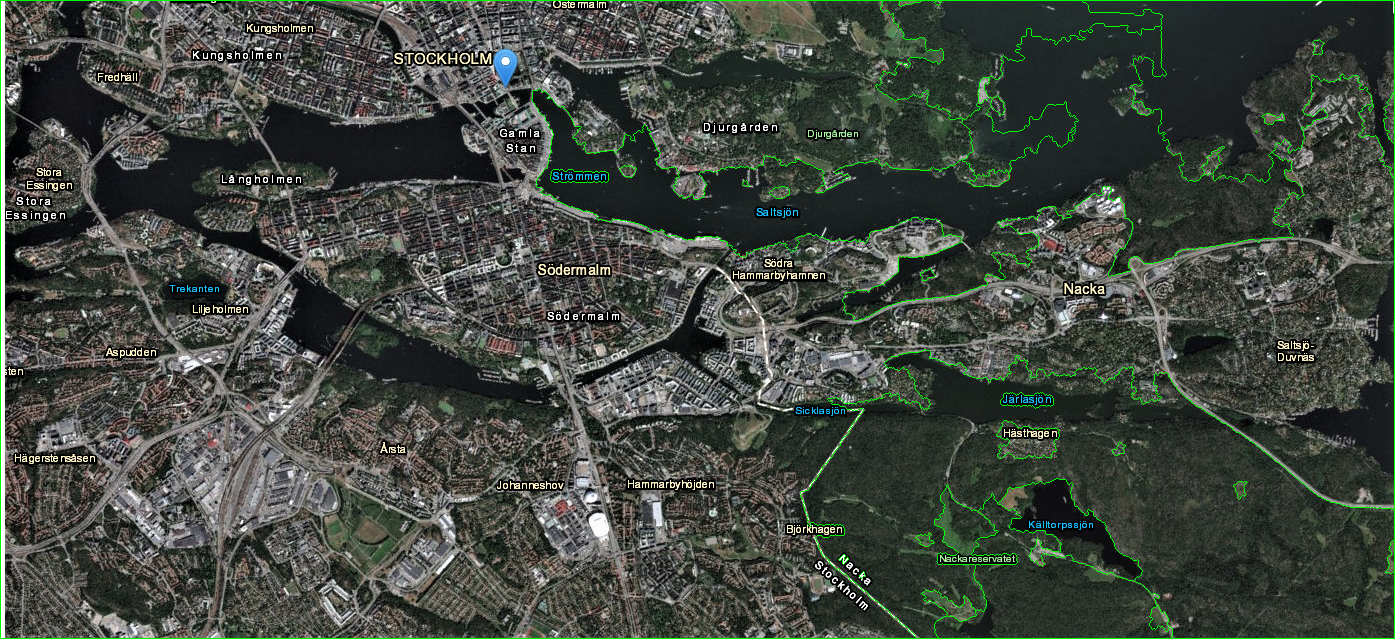 Östermalm
Kungsholmen
Kungsholmen
STOCKHOLM
Fredhäll
Gamla
Stan
Djurgården
Djurgården
Stora
Essingen
Långholmen
Strömmen
Stora
Essingen
Saltsjön
Södermalm
Södra
Hammarbyhamnen
Trekanten
Nacka
Liljeholmen
Södermalm
Aspudden
Saltsjö-
Duvnäs
sten
Järlasjön
Sicklasjön
Hästhagen
Årsta
Hägerstensåsen
Johanneshov
Hammarbyhöjden
Björkhagen
Källtorpssjön
Nackareservatet
Nacka
Stockholm